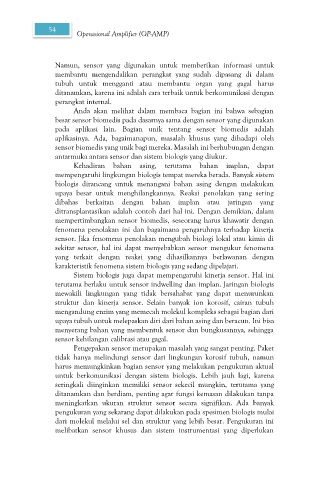 54
Operasional Amplifier (OP-AMP)
Namun, sensor yang digunakan untuk memberikan informasi untuk
membantu mengendalikan perangkat yang sudah dipasang di dalam
tubuh untuk mengganti atau membantu organ yang gagal harus
ditanamkan, karena ini adalah cara terbaik untuk berkomunikasi dengan
perangkat internal.
Anda akan melihat dalam membaca bagian ini bahwa sebagian
besar sensor biomedis pada dasarnya sama dengan sensor yang digunakan
pada aplikasi lain. Bagian unik tentang sensor biomedis adalah
aplikasinya. Ada, bagaimanapun, masalah khusus yang dihadapi oleh
sensor biomedis yang unik bagi mereka. Masalah ini berhubungan dengan
antarmuka antara sensor dan sistem biologis yang diukur.
Kehadiran bahan asing, terutama bahan implan, dapat
mempengaruhi lingkungan biologis tempat mereka berada. Banyak sistem
biologis dirancang untuk menangani bahan asing dengan melakukan
upaya besar untuk menghilangkannya. Reaksi penolakan yang sering
dibahas berkaitan dengan bahan implan atau jaringan yang
ditransplantasikan adalah contoh dari hal ini. Dengan demikian, dalam
mempertimbangkan sensor biomedis, seseorang harus khawatir dengan
fenomena penolakan ini dan bagaimana pengaruhnya terhadap kinerja
sensor. Jika fenomena penolakan mengubah biologi lokal atau kimia di
sekitar sensor, hal ini dapat menyebabkan sensor mengukur fenomena
yang terkait dengan reaksi yang dihasilkannya berlawanan dengan
karakteristik fenomena sistem biologis yang sedang dipelajari.
Sistem biologis juga dapat mempengaruhi kinerja sensor. Hal ini
terutama berlaku untuk sensor indwelling dan implan. Jaringan biologis
mewakili lingkungan yang tidak bersahabat yang dapat menurunkan
struktur dan kinerja sensor. Selain banyak ion korosif, cairan tubuh
mengandung enzim yang memecah molekul kompleks sebagai bagian dari
upaya tubuh untuk melepaskan diri dari bahan asing dan beracun. Ini bisa
menyerang bahan yang membentuk sensor dan bungkusannya, sehingga
sensor kehilangan calibrasi atau gagal.
Pengepakan sensor merupakan masalah yang sangat penting. Paket
tidak hanya melindungi sensor dari lingkungan korosif tubuh, namun
harus memungkinkan bagian sensor yang melakukan pengukuran aktual
untuk berkomunikasi dengan sistem biologis. Lebih jauh lagi, karena
seringkali diinginkan memiliki sensor sekecil mungkin, terutama yang
ditanamkan dan berdiam, penting agar fungsi kemasan dilakukan tanpa
meningkatkan ukuran struktur sensor secara signifikan. Ada banyak
pengukuran yang sekarang dapat dilakukan pada spesimen biologis mulai
dari molekul melalui sel dan struktur yang lebih besar. Pengukuran ini
melibatkan sensor khusus dan sistem instrumentasi yang diperlukan